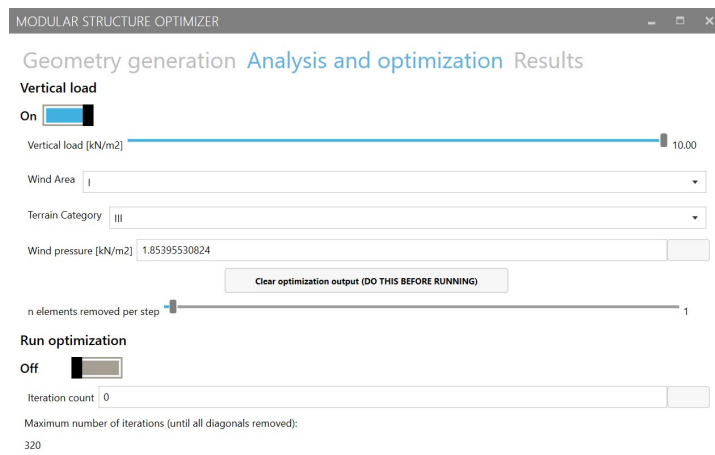 MODULAR STRUCTURE OPTIMIZER
Geometry generation Analysis and optimization Results
Vertical load
On
Vertical load [kN/m2] 10.00
Wind Area I
Terrain Category III
Wind pressure [kN/m2] 1.85395530824
Clear optimization output (DO THIS BEFORE RUNNING)
n elements removed per step 1
Run optimization
Off
Iteration count 0
Maximum number of iterations (until all diagonals removed):
320